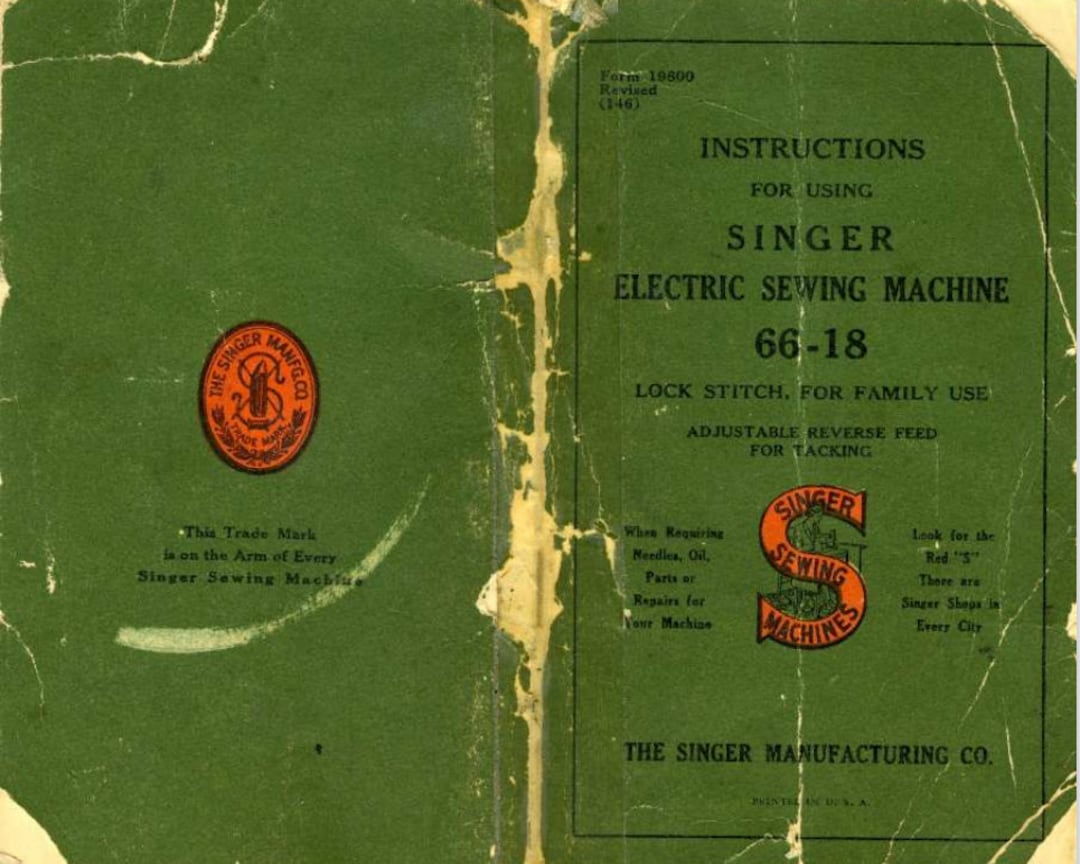 THE SINGER MANFG. CO.
TRADE MARK
This Trade Mark
is on the Arm of Every
Singer Sewing Machine
Form 19800
Revised
(146)
INSTRUCTIONS
FOR USING
SINGER
ELECTRIC SEWING MACHINE
66-18
LOCK STITCH, FOR FAMILY USE
ADJUSTABLE REVERSE FEED
FOR TACKING
When Requiring
Needles, Oil,
Parts or
Repairs for
Your Machine
SINGER
SEWING
MACHINES
Look for the
Red "S"
There are
Singer Shops in
Every City
THE SINGER MANUFACTURING CO.
PRINTED IN U. S. A.